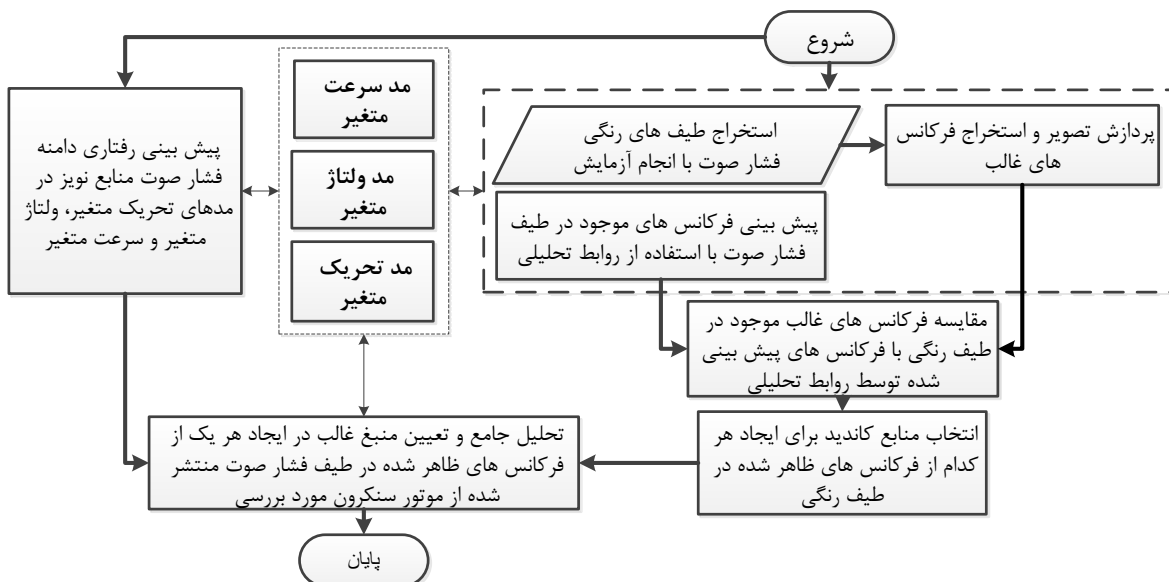 شروع
مد سرعت
متغیر
مد ولتاژ
متغیر
مد تحریک
متغیر
استخراج طیف های رنگی
فشار صوت با انجام آزمایش
پردازش تصویر و استخراج فرکانس
های غالب
پیش بینی فرکانس های موجود در طیف
فشار صوت با استفاده از روابط تحلیلی
پیش بینی رفتاری دامنه
فشار صوت منابع نویز در
مدهای تحریک متغیر، ولتاژ
متغیر و سرعت متغیر
مقایسه فرکانس های غالب موجود در
طیف رنگی با فرکانس های پیش بینی
شده توسط روابط تحلیلی
انتخاب منابع کاندید برای ایجاد هر
کدام از فرکانس های ظاهر شده در
طیف رنگی
تحلیل جامع و تعیین منبغ غالب در ایجاد هر یک از
فرکانس های ظاهر شده در طیف فشار صوت منتشر
شده از موتور سنکرون مورد بررسی
پایان